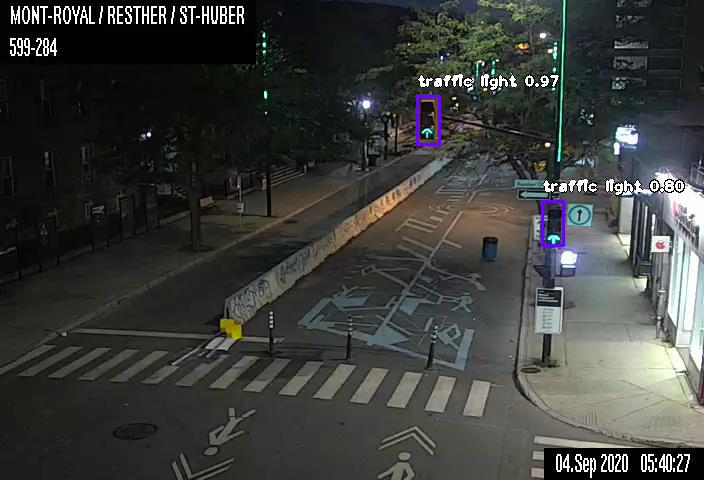 MONT-ROYAL / RESTHER / ST-HUBER
599-284
traffic light 0.97
traffic light 0.80
04.Sep 2020 05:40:27